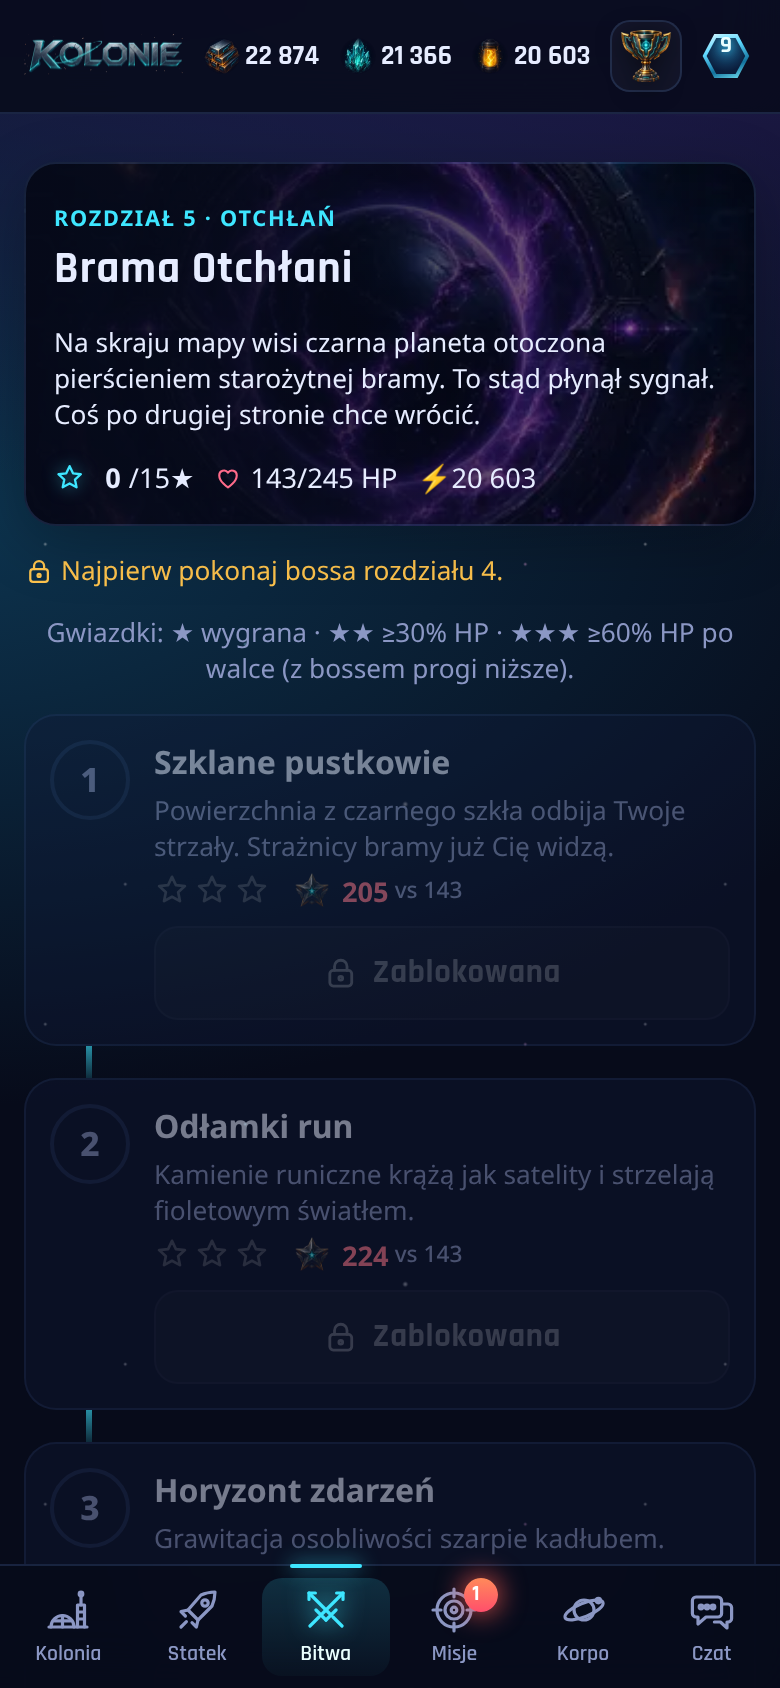 KOLONIE 22 874 21 366 20 603 9
ROZDZIAŁ 5 · OTCHŁAŃ
Brama Otchłani
Na skraju mapy wisi czarna planeta otoczona
pierścieniem starożytnej bramy. To stąd płynął sygnał.
Coś po drugiej stronie chce wrócić.
0 /15★ 143/245 HP ⚡20 603
Najpierw pokonaj bossa rozdziału 4.
Gwiazdki: ★ wygrana · ★★ ≥30% HP · ★★★ ≥60% HP po
walce (z bossem progi niższe).
1 Szklane pustkowie
Powierzchnia z czarnego szkła odbija Twoje
strzały. Strażnicy bramy już Cię widzą.
205 vs 143
Zablokowana
2 Odłamki run
Kamienie runiczne krążą jak satelity i strzelają
fioletowym światłem.
224 vs 143
Zablokowana
3 Horyzont zdarzeń
Grawitacja osobliwości szarpie kadłubem.
1
Kolonia Statek Bitwa Misje Korpo Czat